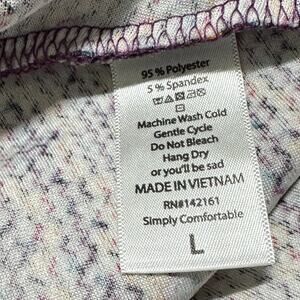 95% Polyester
5% Spandex
Machine Wash Cold
Gentle Cycle
Do Not Bleach
Hang Dry
or you'll be sad
MADE IN VIETNAM
RN#142161
Simply Comfortable
L